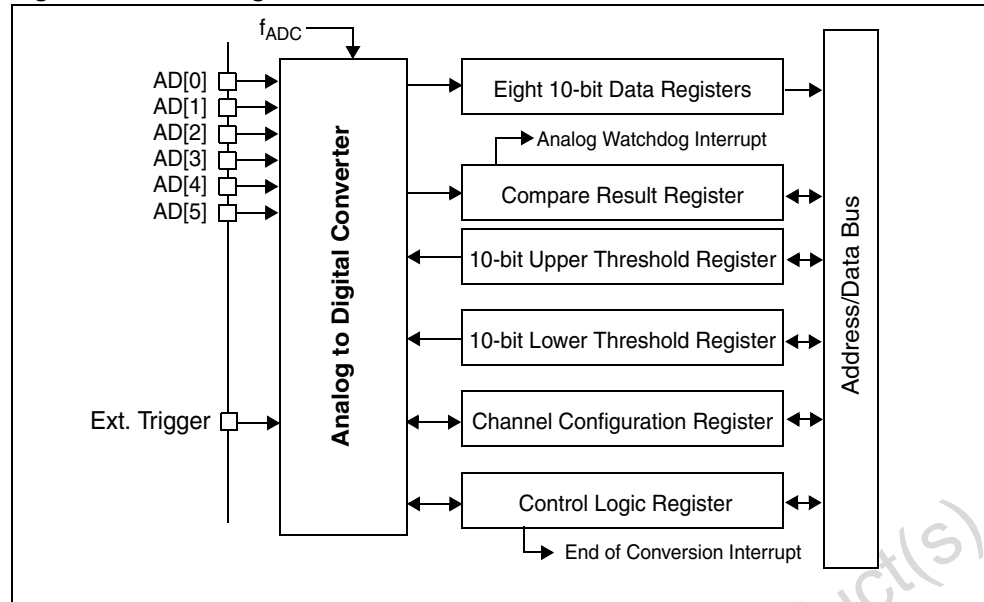 f_ADC
AD[0]
AD[1]
AD[2]
AD[3]
AD[4]
AD[5]
Ext. Trigger
Analog to Digital Converter
Eight 10-bit Data Registers
Analog Watchdog Interrupt
Compare Result Register
10-bit Upper Threshold Register
10-bit Lower Threshold Register
Channel Configuration Register
Control Logic Register
End of Conversion Interrupt
Address/Data Bus